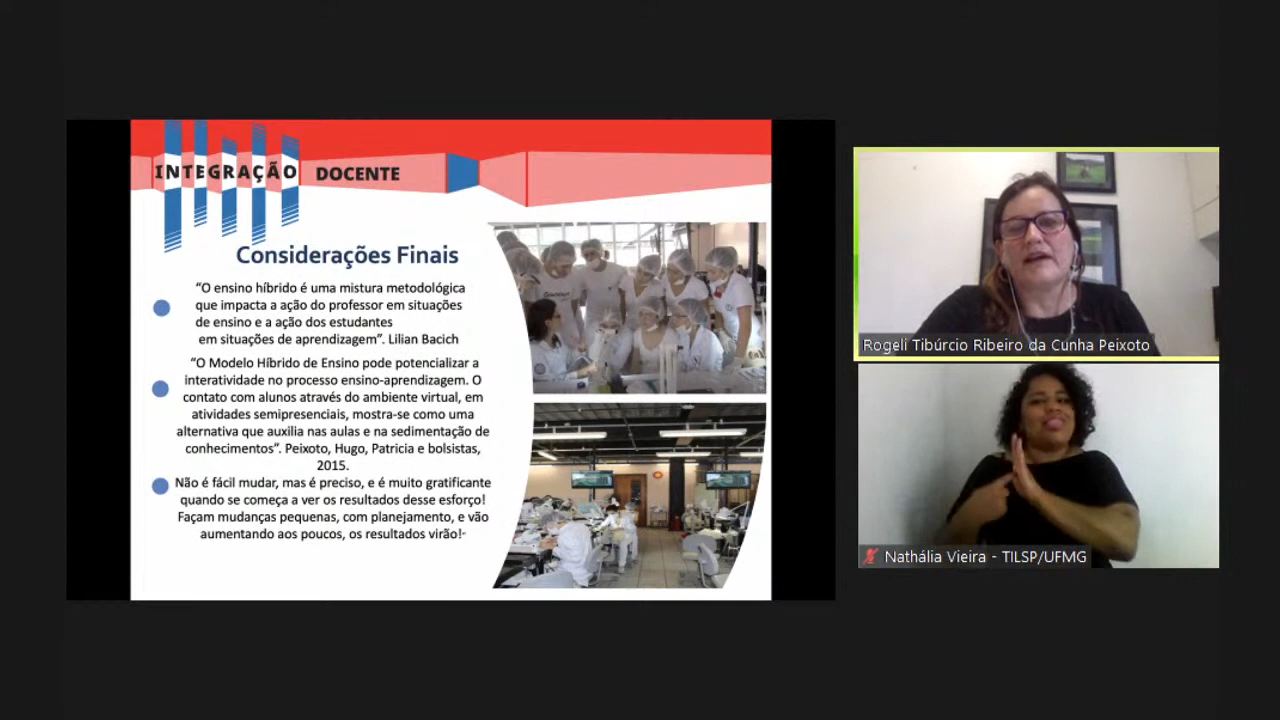 INTEGRAÇÃO DOCENTE
Considerações Finais
“O ensino híbrido é uma mistura metodológica
que impacta a ação do professor em situações
de ensino e a ação dos estudantes
em situações de aprendizagem”. Lilian Bacich
“O Modelo Híbrido de Ensino pode potencializar a
interatividade no processo ensino-aprendizagem. O
contato com alunos através do ambiente virtual, em
atividades semipresenciais, mostra-se como uma
alternativa que auxilia nas aulas e na sedimentação de
conhecimentos”. Peixoto, Hugo, Patricia e bolsistas,
2015.
Não é fácil mudar, mas é preciso, e é muito gratificante
quando se começa a ver os resultados desse esforço!
Façam mudanças pequenas, com planejamento, e vão
aumentando aos poucos, os resultados virão!
Rogeli Tibúrcio Ribeiro da Cunha Peixoto
Nathália Vieira - TILSP/UFMG